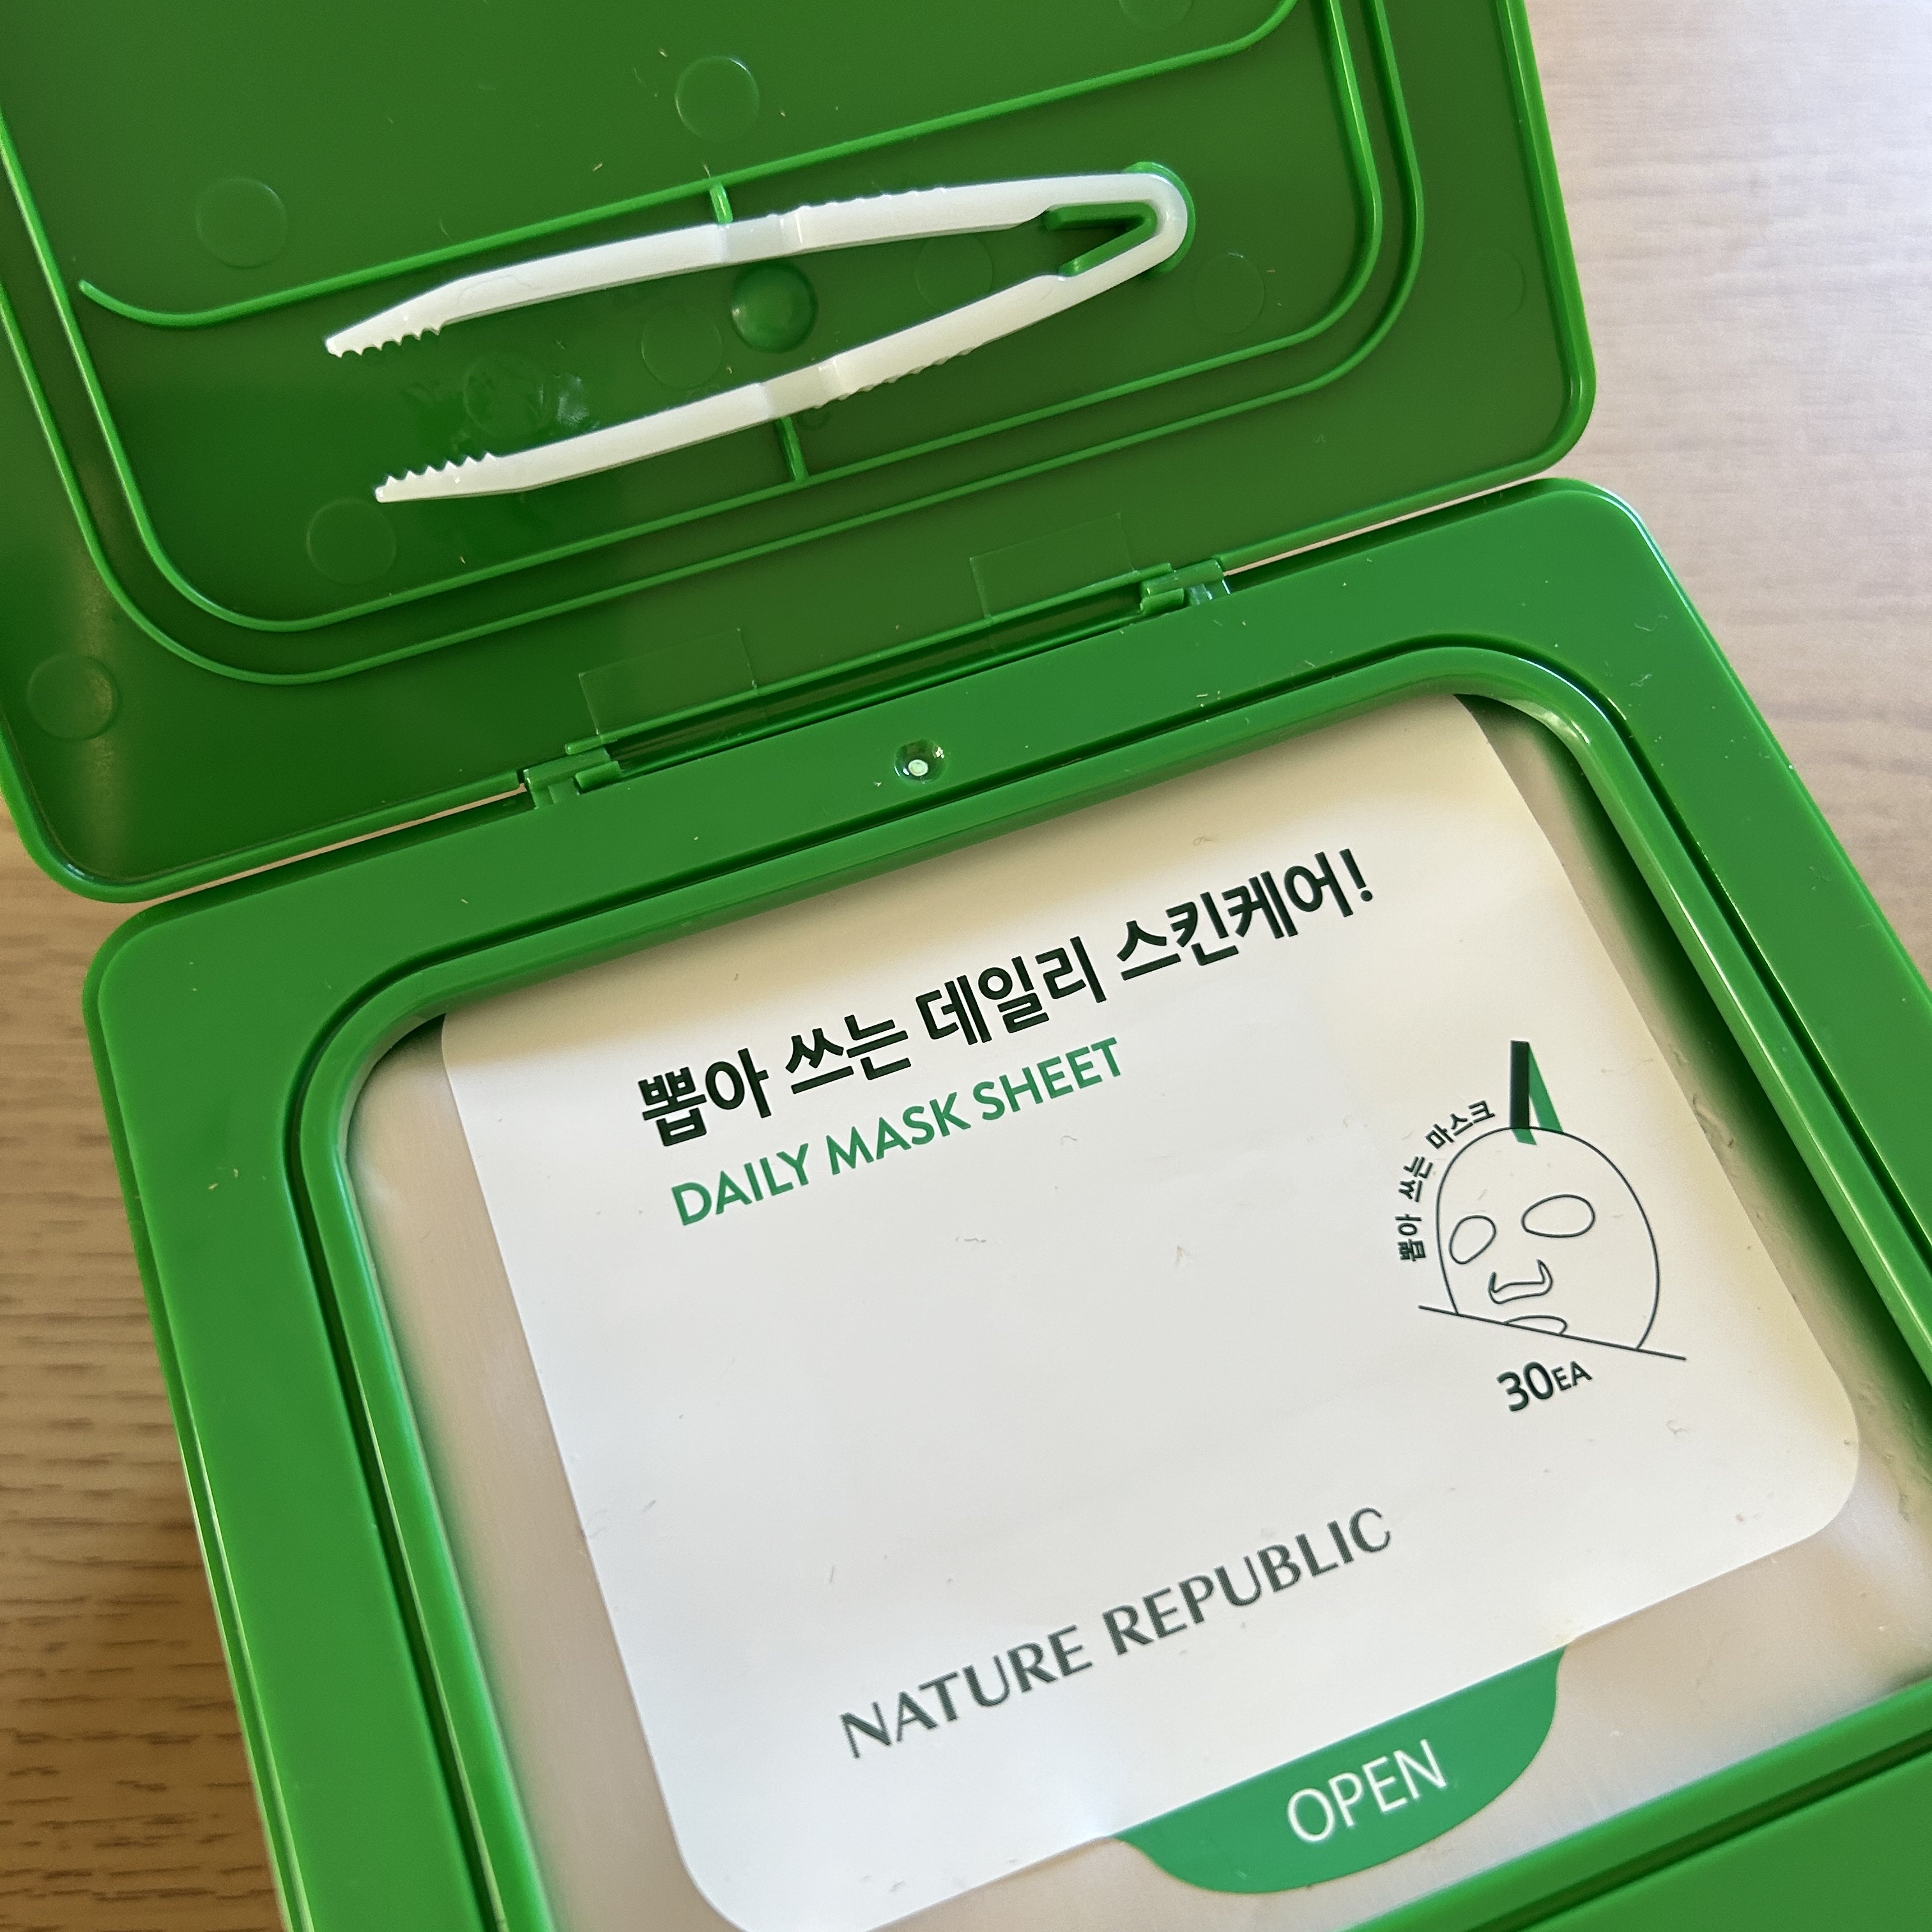 뽑아 쓰는 데일리 스킨케어!
DAILY MASK SHEET
뽑아 쓰는 마스크
30EA
NATURE REPUBLIC
OPEN